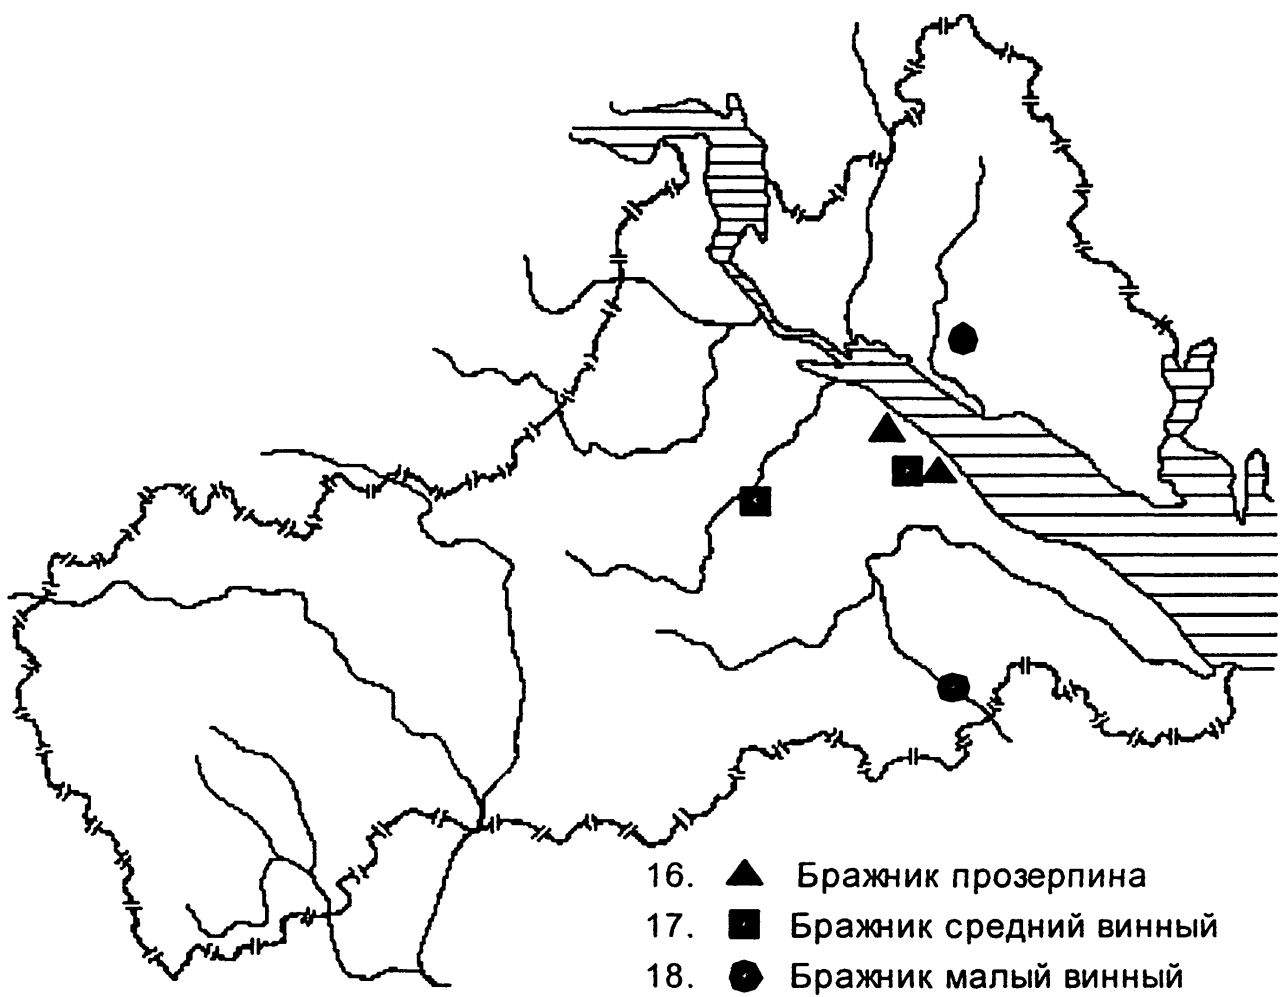 16. Бражник прозерпина
17. Бражник средний винный
18. Бражник малый винный